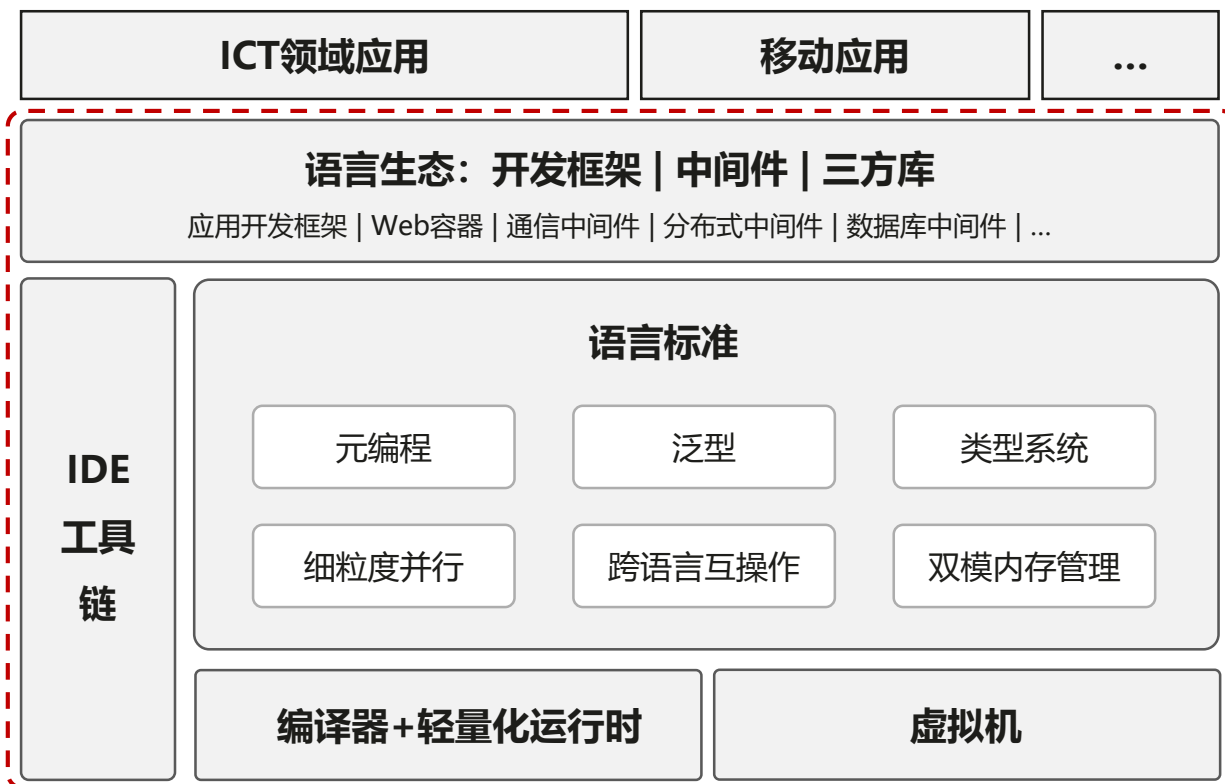 ICT领域应用
移动应用
...
语言生态：开发框架 | 中间件 | 三方库
应用开发框架 | Web容器 | 通信中间件 | 分布式中间件 | 数据库中间件 | ...
IDE
工具
链
语言标准
元编程
泛型
类型系统
细粒度并行
跨语言互操作
双模内存管理
编译器+轻量化运行时
虚拟机